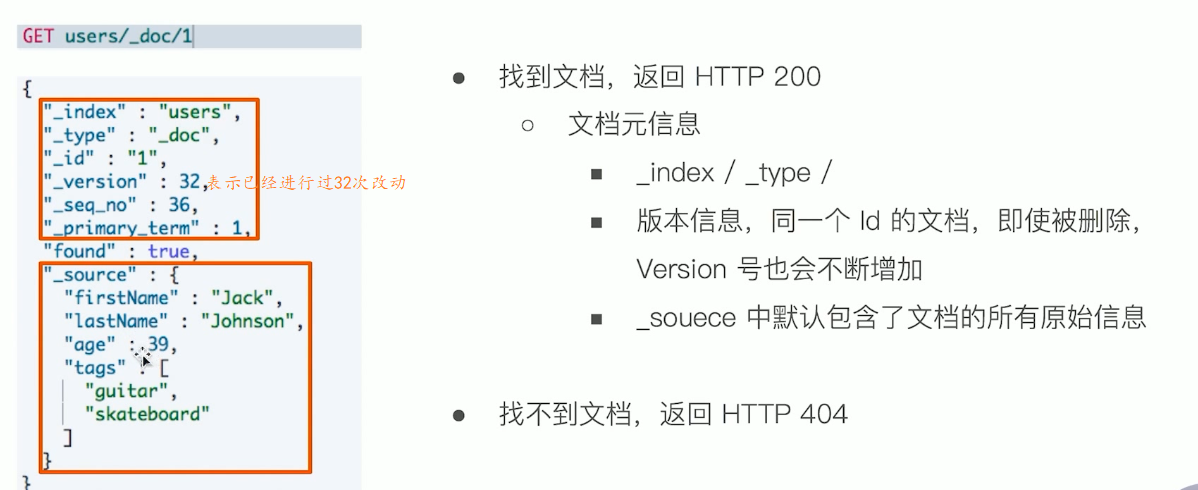 GET users/_doc/1
{
"_index" : "users",
"_type" : "_doc",
"_id" : "1",
"_version" : 32,表示已经进行过32次改动
"_seq_no" : 36,
"_primary_term" : 1,
"found" : true,
"_source" : {
"firstName" : "Jack",
"lastName" : "Johnson",
"age" : 39,
"tags" : [
"guitar",
"skateboard"
]
}
}
● 找到文档，返回 HTTP 200
○ 文档元信息
■ _index / _type /
■ 版本信息，同一个 Id 的文档，即使被删除，
Version 号也会不断增加
■ _souece 中默认包含了文档的所有原始信息
● 找不到文档，返回 HTTP 404